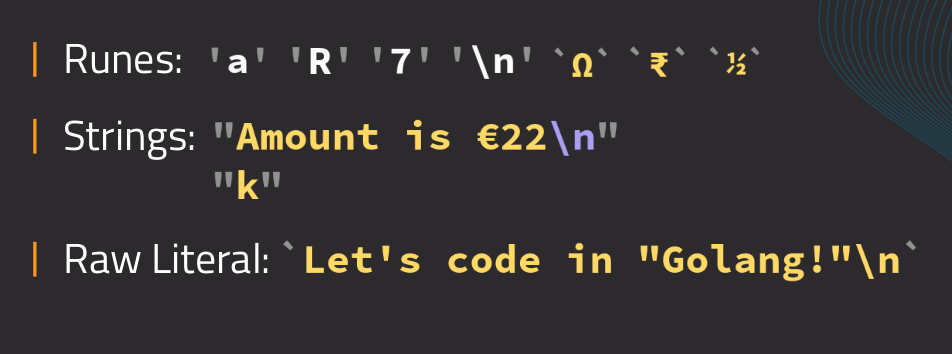 Runes: 'a' 'R' '7' '\n' `Ω` `₹` `½`
Strings: "Amount is €22\n"
"k"
Raw Literal: `Let's code in "Golang!"\n`